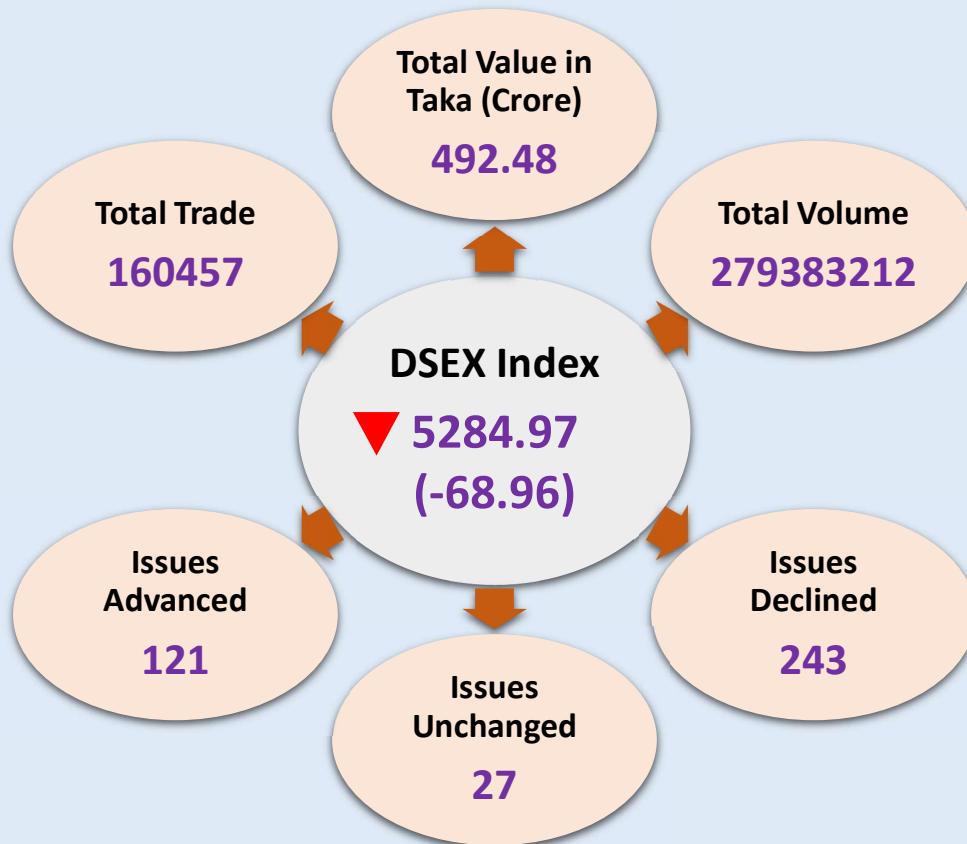 Total Value in
Taka (Crore)
492.48
Total Trade
160457
Total Volume
279383212
DSEX Index
5284.97
(-68.96)
Issues
Advanced
121
Issues
Declined
243
Issues
Unchanged
27